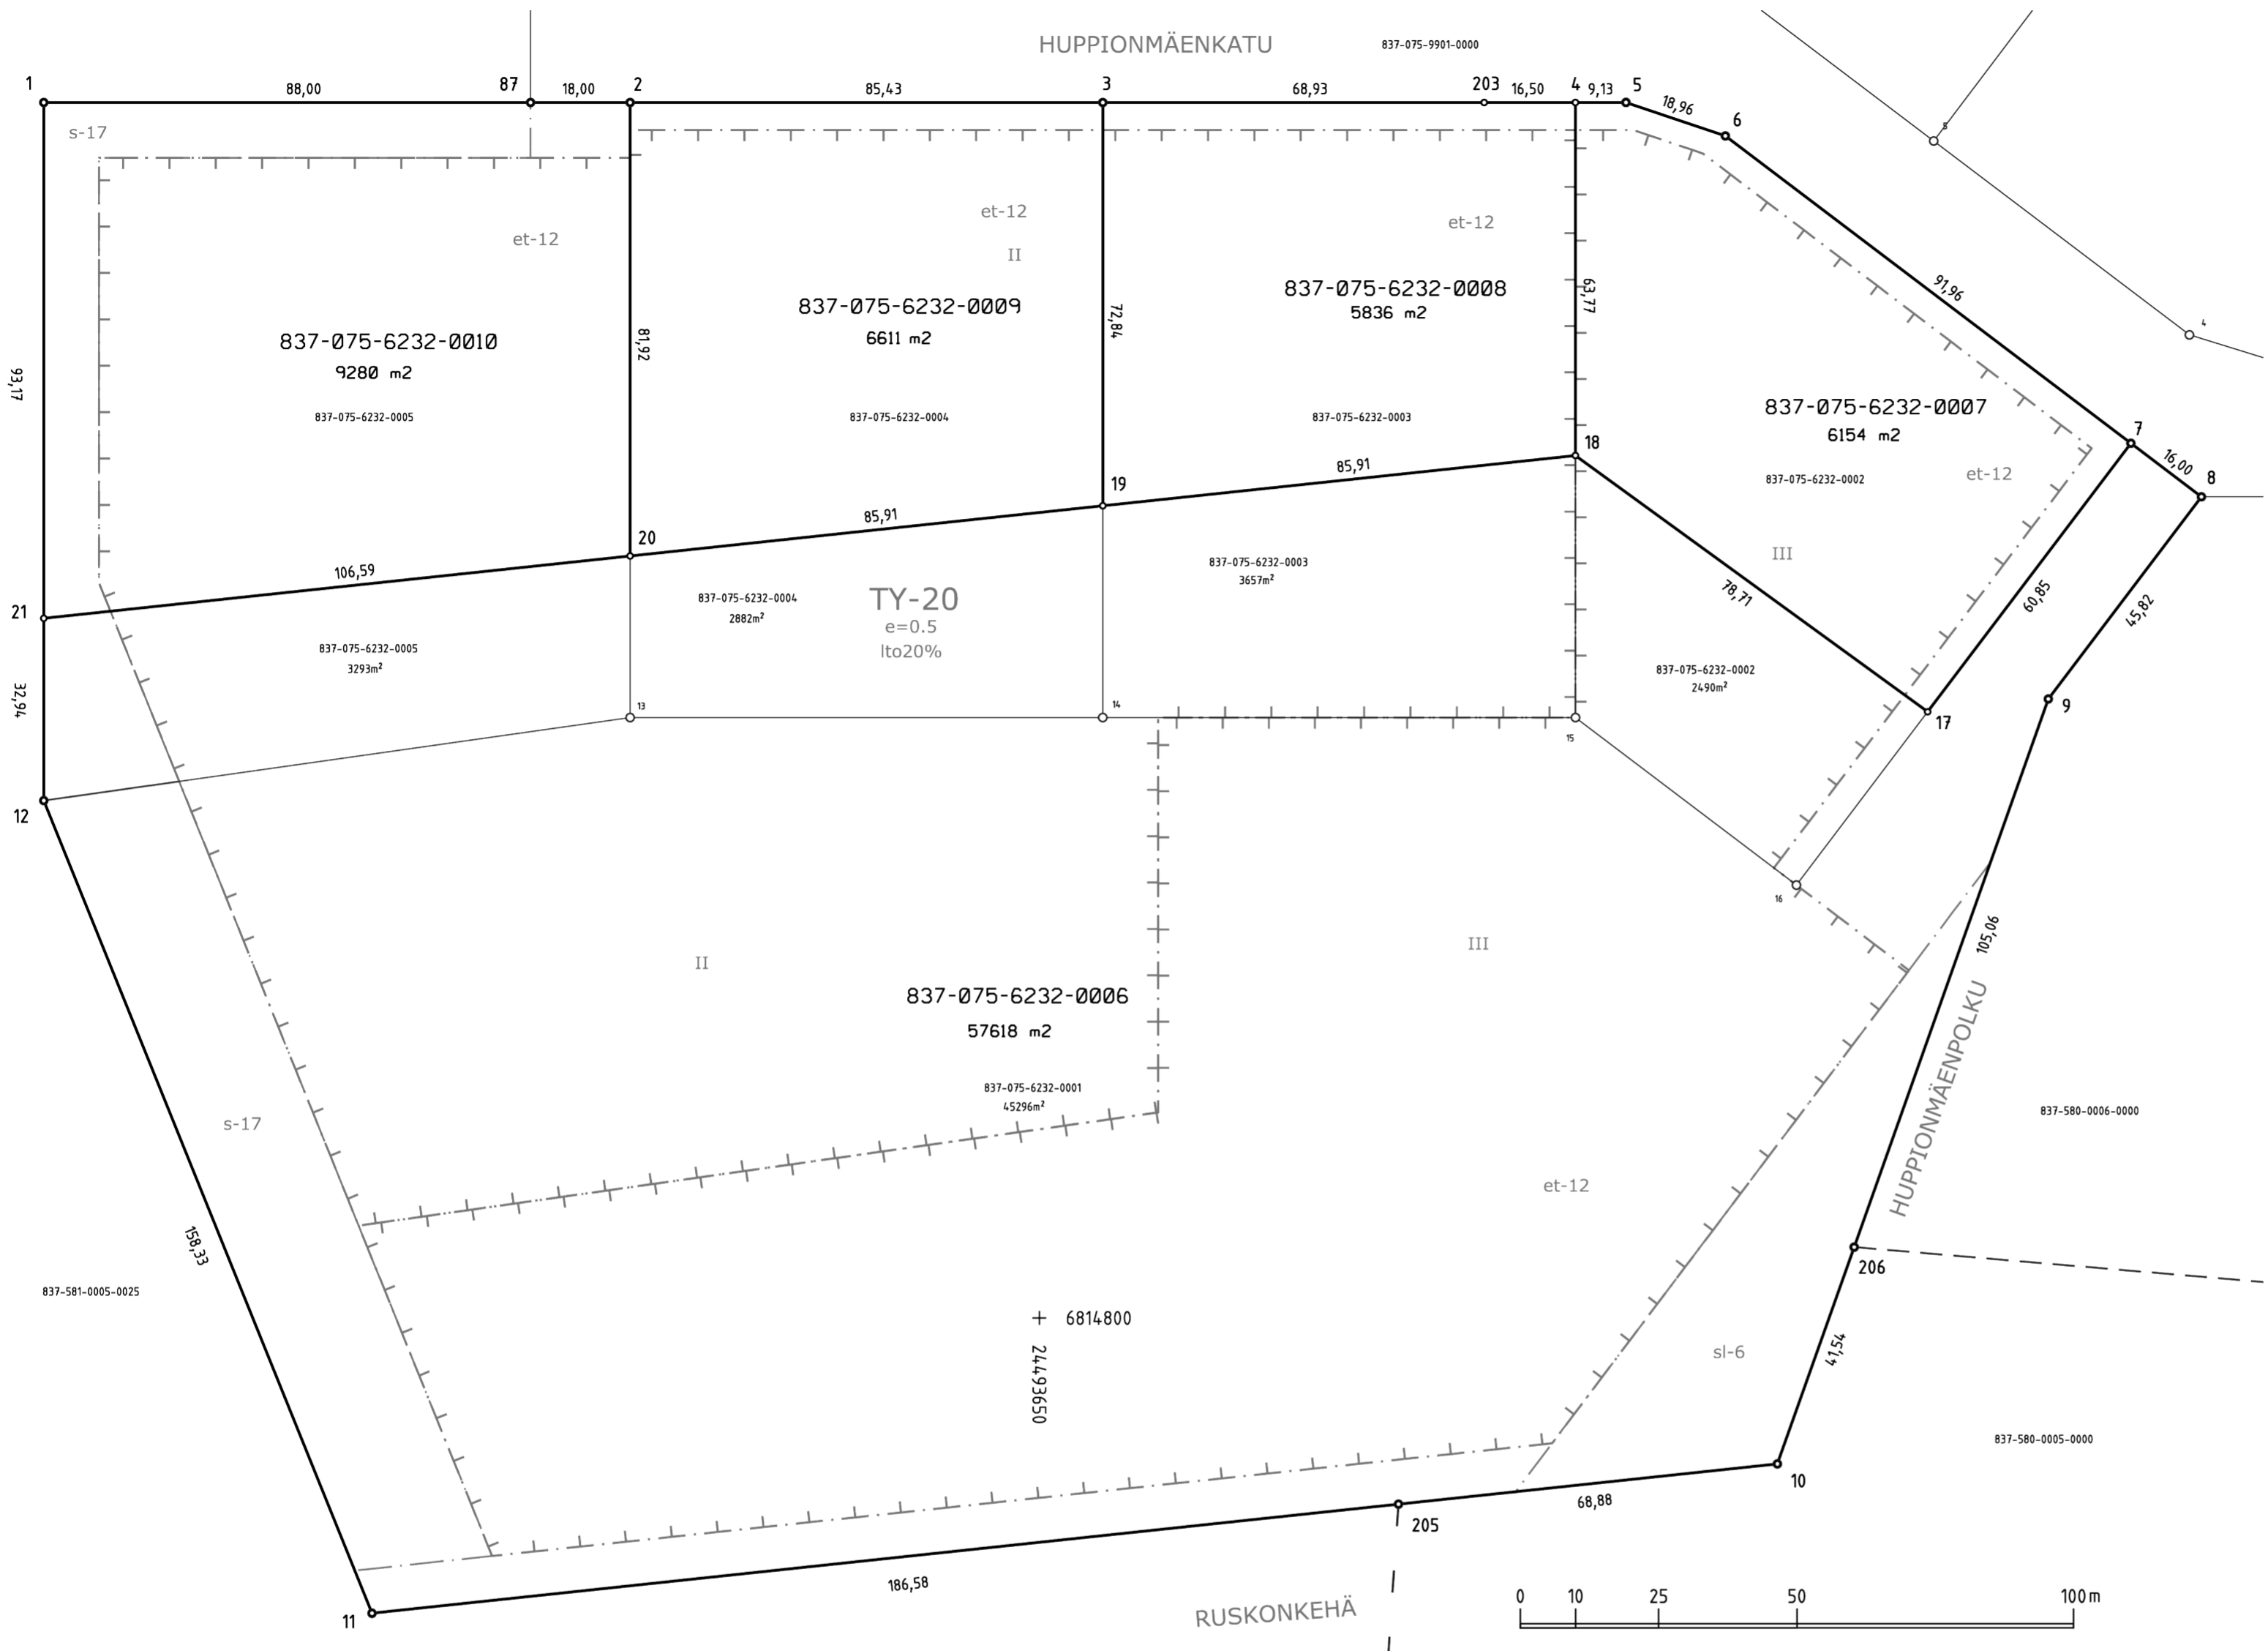 HUPPIONMÄENKATU
837-075-9901-0000
1
88,00
87
18,00
2
85,43
3
68,93
203
16,50
4
9,13
5
18,96
6
5
s-17
et-12
et-12
II
et-12
91,96
4
837-075-6232-0010
9280 m2
837-075-6232-0009
6611 m2
837-075-6232-0008
5836 m2
837-075-6232-0007
6154 m2
93,17
81,92
72,84
63,77
837-075-6232-0005
837-075-6232-0004
837-075-6232-0003
837-075-6232-0002
et-12
III
7
16,00
8
18
85,91
19
85,91
20
106,59
21
78,71
60,85
45,82
837-075-6232-0003
3657m²
837-075-6232-0004
2882m²
TY-20
e=0.5
lto20%
837-075-6232-0005
3293m²
837-075-6232-0002
2490m²
32,94
13
14
15
17
9
12
16
II
III
105,06
837-075-6232-0006
57618 m2
837-075-6232-0001
45296m²
HUPPIONMÄENPOLKU
837-580-0006-0000
s-17
et-12
158,33
837-581-0005-0025
206
6814800
24493650
sl-6
41,54
837-580-0005-0000
10
68,88
205
186,58
11
RUSKONKEHÄ
0 10 25 50 100 m